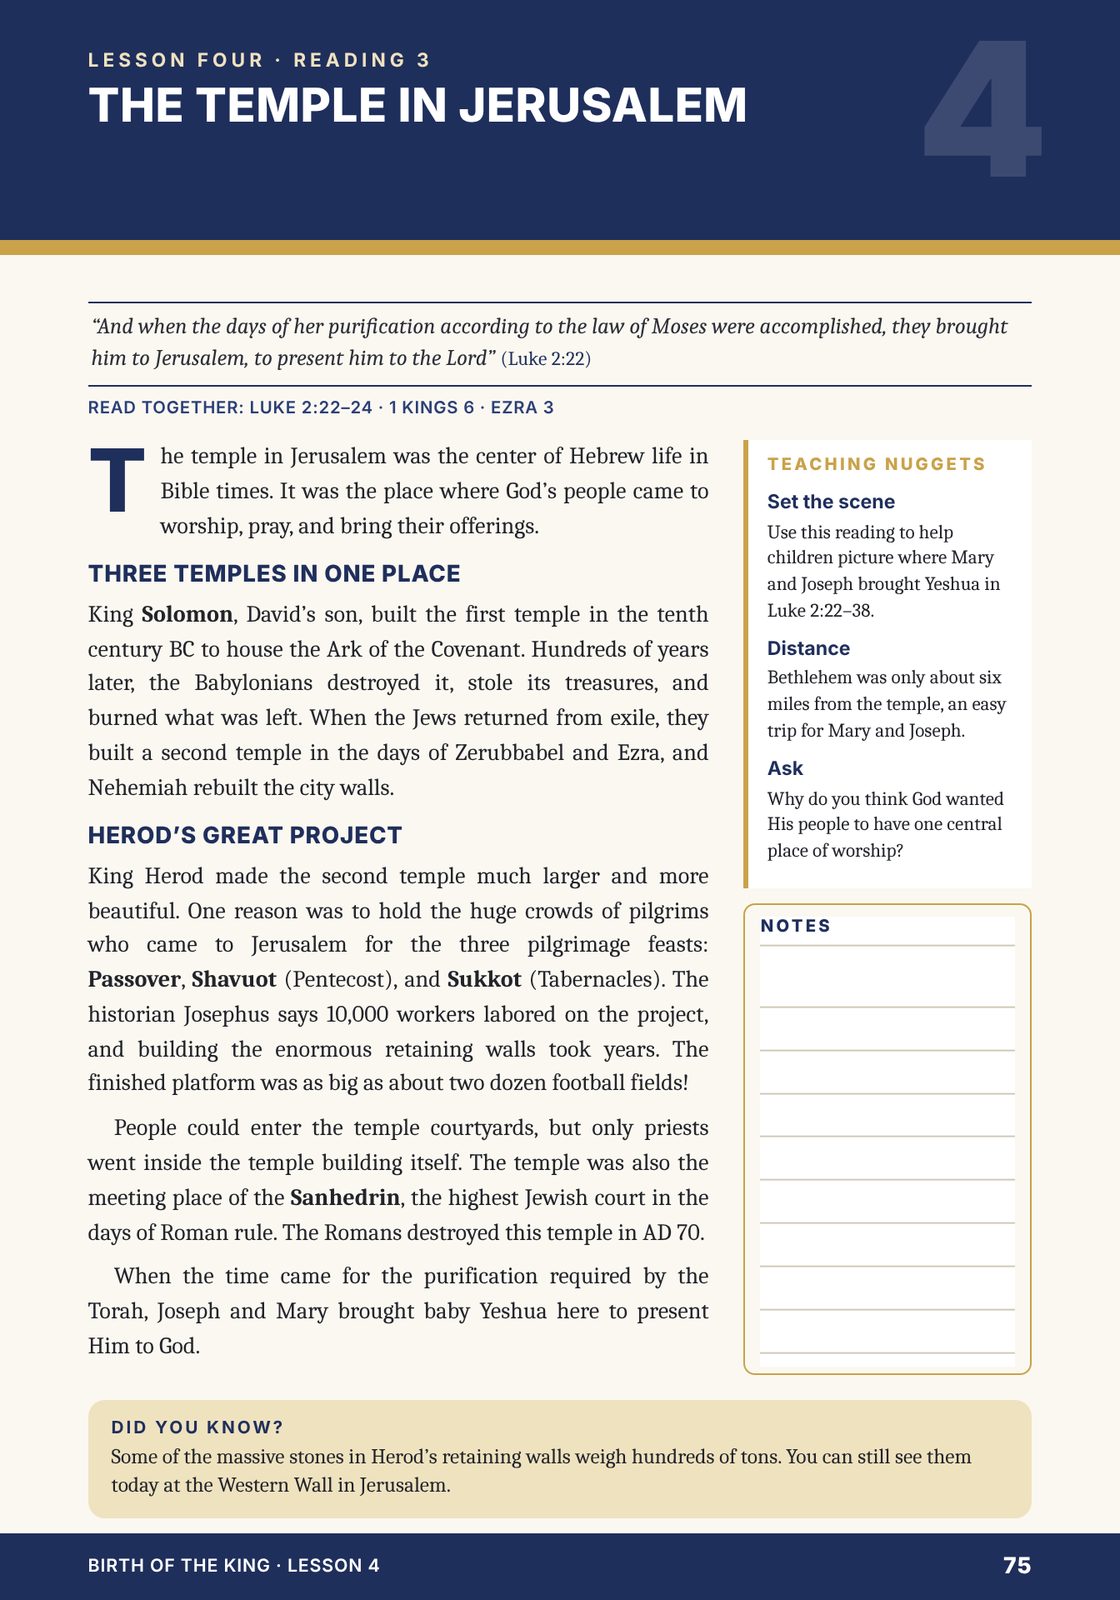 LESSON FOUR · READING 3
THE TEMPLE IN JERUSALEM
4
“And when the days of her purification according to the law of Moses were accomplished, they brought
him to Jerusalem, to present him to the Lord” (Luke 2:22)
READ TOGETHER: LUKE 2:22–24 · 1 KINGS 6 · EZRA 3
The temple in Jerusalem was the center of Hebrew life in
Bible times. It was the place where God’s people came to
worship, pray, and bring their offerings.
THREE TEMPLES IN ONE PLACE
King Solomon, David’s son, built the first temple in the tenth
century BC to house the Ark of the Covenant. Hundreds of years
later, the Babylonians destroyed it, stole its treasures, and
burned what was left. When the Jews returned from exile, they
built a second temple in the days of Zerubbabel and Ezra, and
Nehemiah rebuilt the city walls.
HEROD’S GREAT PROJECT
King Herod made the second temple much larger and more
beautiful. One reason was to hold the huge crowds of pilgrims
who came to Jerusalem for the three pilgrimage feasts:
Passover, Shavuot (Pentecost), and Sukkot (Tabernacles). The
historian Josephus says 10,000 workers labored on the project,
and building the enormous retaining walls took years. The
finished platform was as big as about two dozen football fields!
People could enter the temple courtyards, but only priests
went inside the temple building itself. The temple was also the
meeting place of the Sanhedrin, the highest Jewish court in the
days of Roman rule. The Romans destroyed this temple in AD 70.
When the time came for the purification required by the
Torah, Joseph and Mary brought baby Yeshua here to present
Him to God.
TEACHING NUGGETS
Set the scene
Use this reading to help
children picture where Mary
and Joseph brought Yeshua in
Luke 2:22–38.
Distance
Bethlehem was only about six
miles from the temple, an easy
trip for Mary and Joseph.
Ask
Why do you think God wanted
His people to have one central
place of worship?
NOTES
DID YOU KNOW?
Some of the massive stones in Herod’s retaining walls weigh hundreds of tons. You can still see them
today at the Western Wall in Jerusalem.
BIRTH OF THE KING · LESSON 4
75